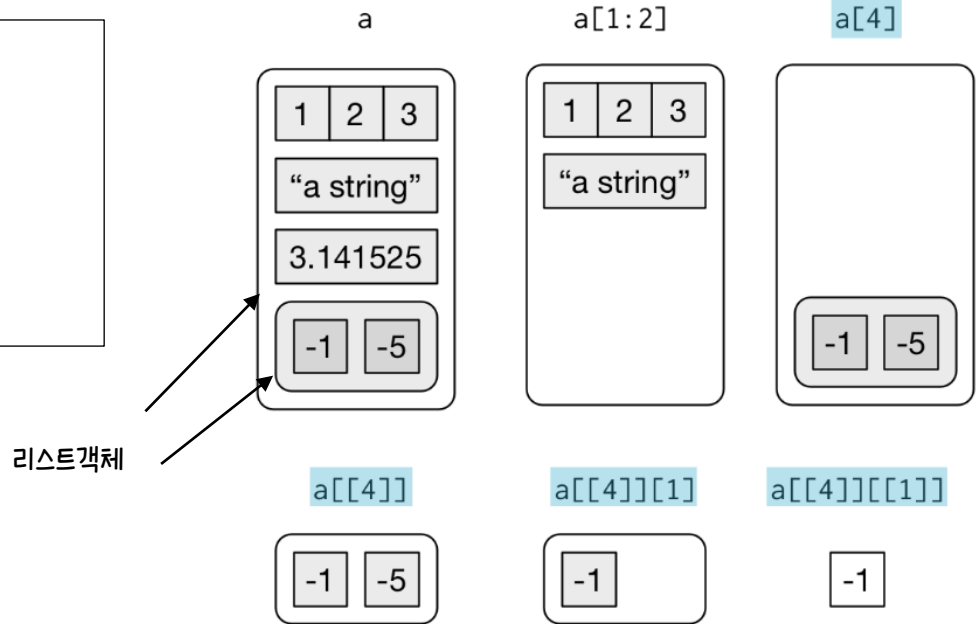 a a[1:2] a[4]
1 2 3 1 2 3
“a string” “a string”
3.141525
-1 -5 -1 -5
리스트객체
a[[4]] a[[4]][1] a[[4]][[1]]
-1 -5 -1 -1